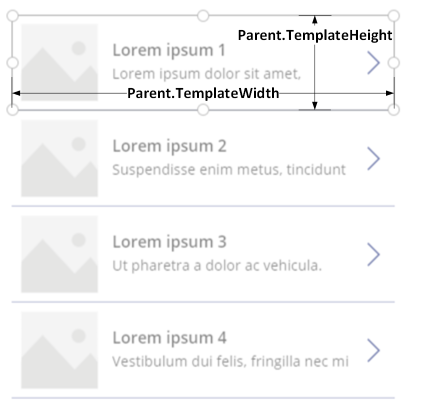 Lorem ipsum 1
Parent.TemplateHeight
Lorem ipsum dolor sit amet,
Parent.TemplateWidth
Lorem ipsum 2
Suspendisse enim metus, tincidunt
Lorem ipsum 3
Ut pharetra a dolor ac vehicula.
Lorem ipsum 4
Vestibulum dui felis, fringilla nec mi